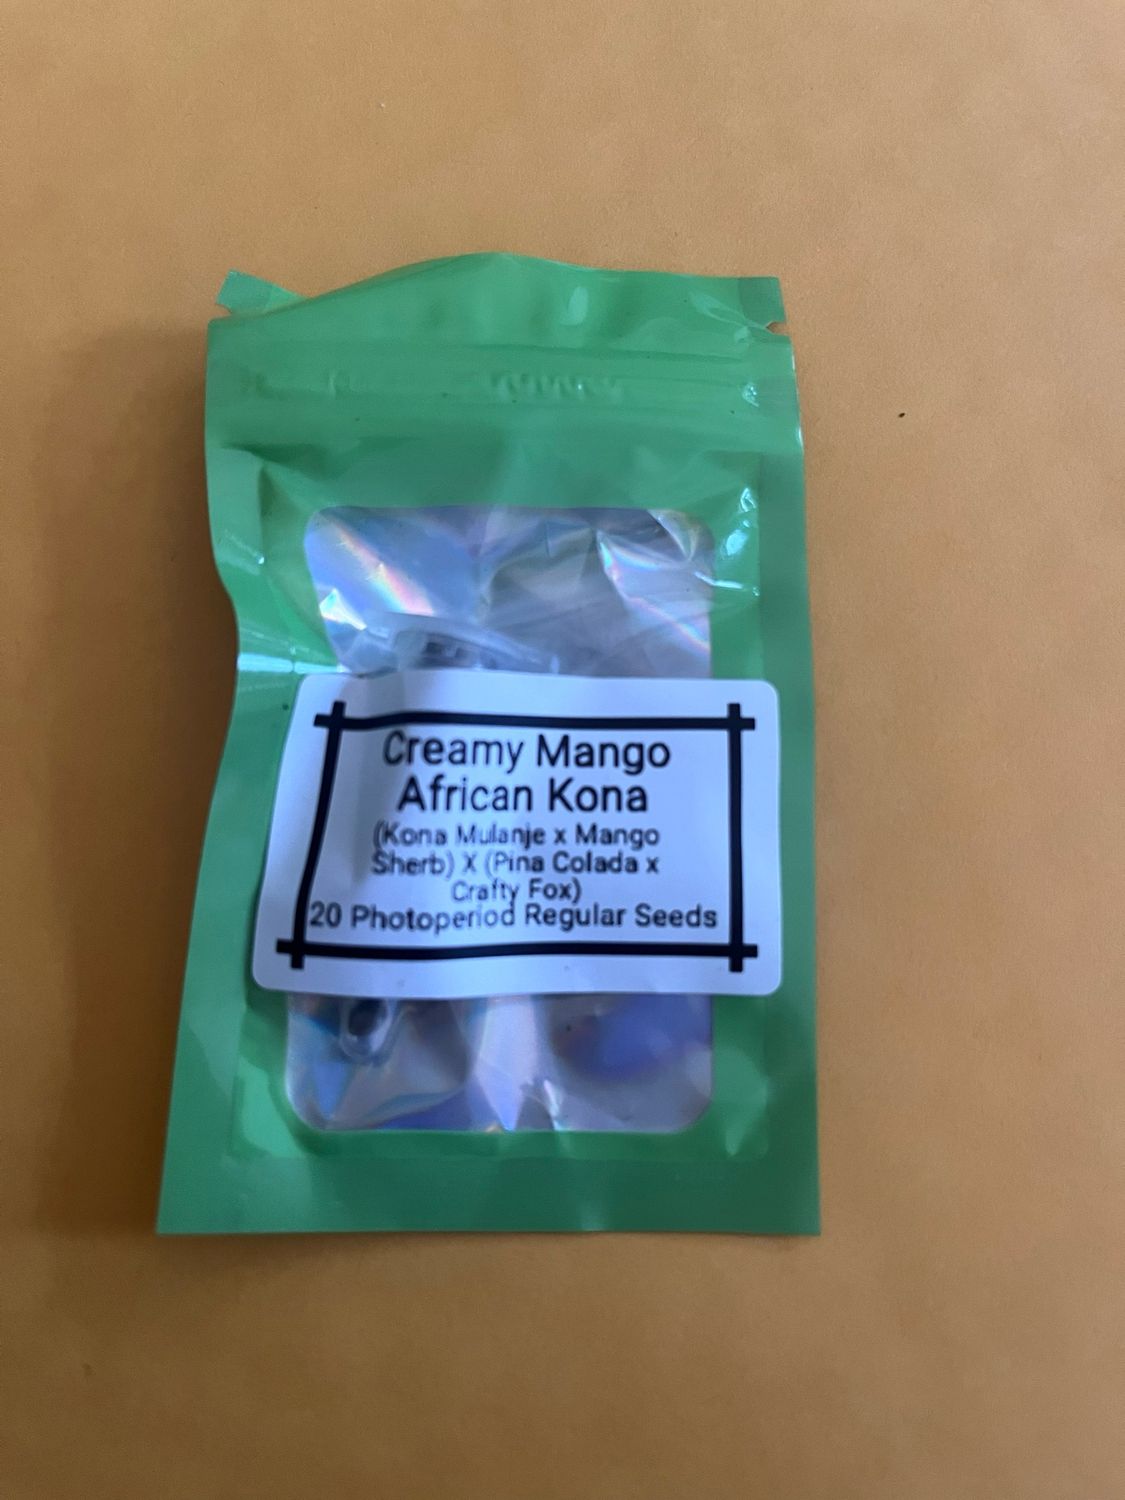 Creamy Mango
African Kona
(Kona Mulanje x Mango
Sherb) X (Pina Colada x
Crafty Fox)
20 Photoperiod Regular Seeds